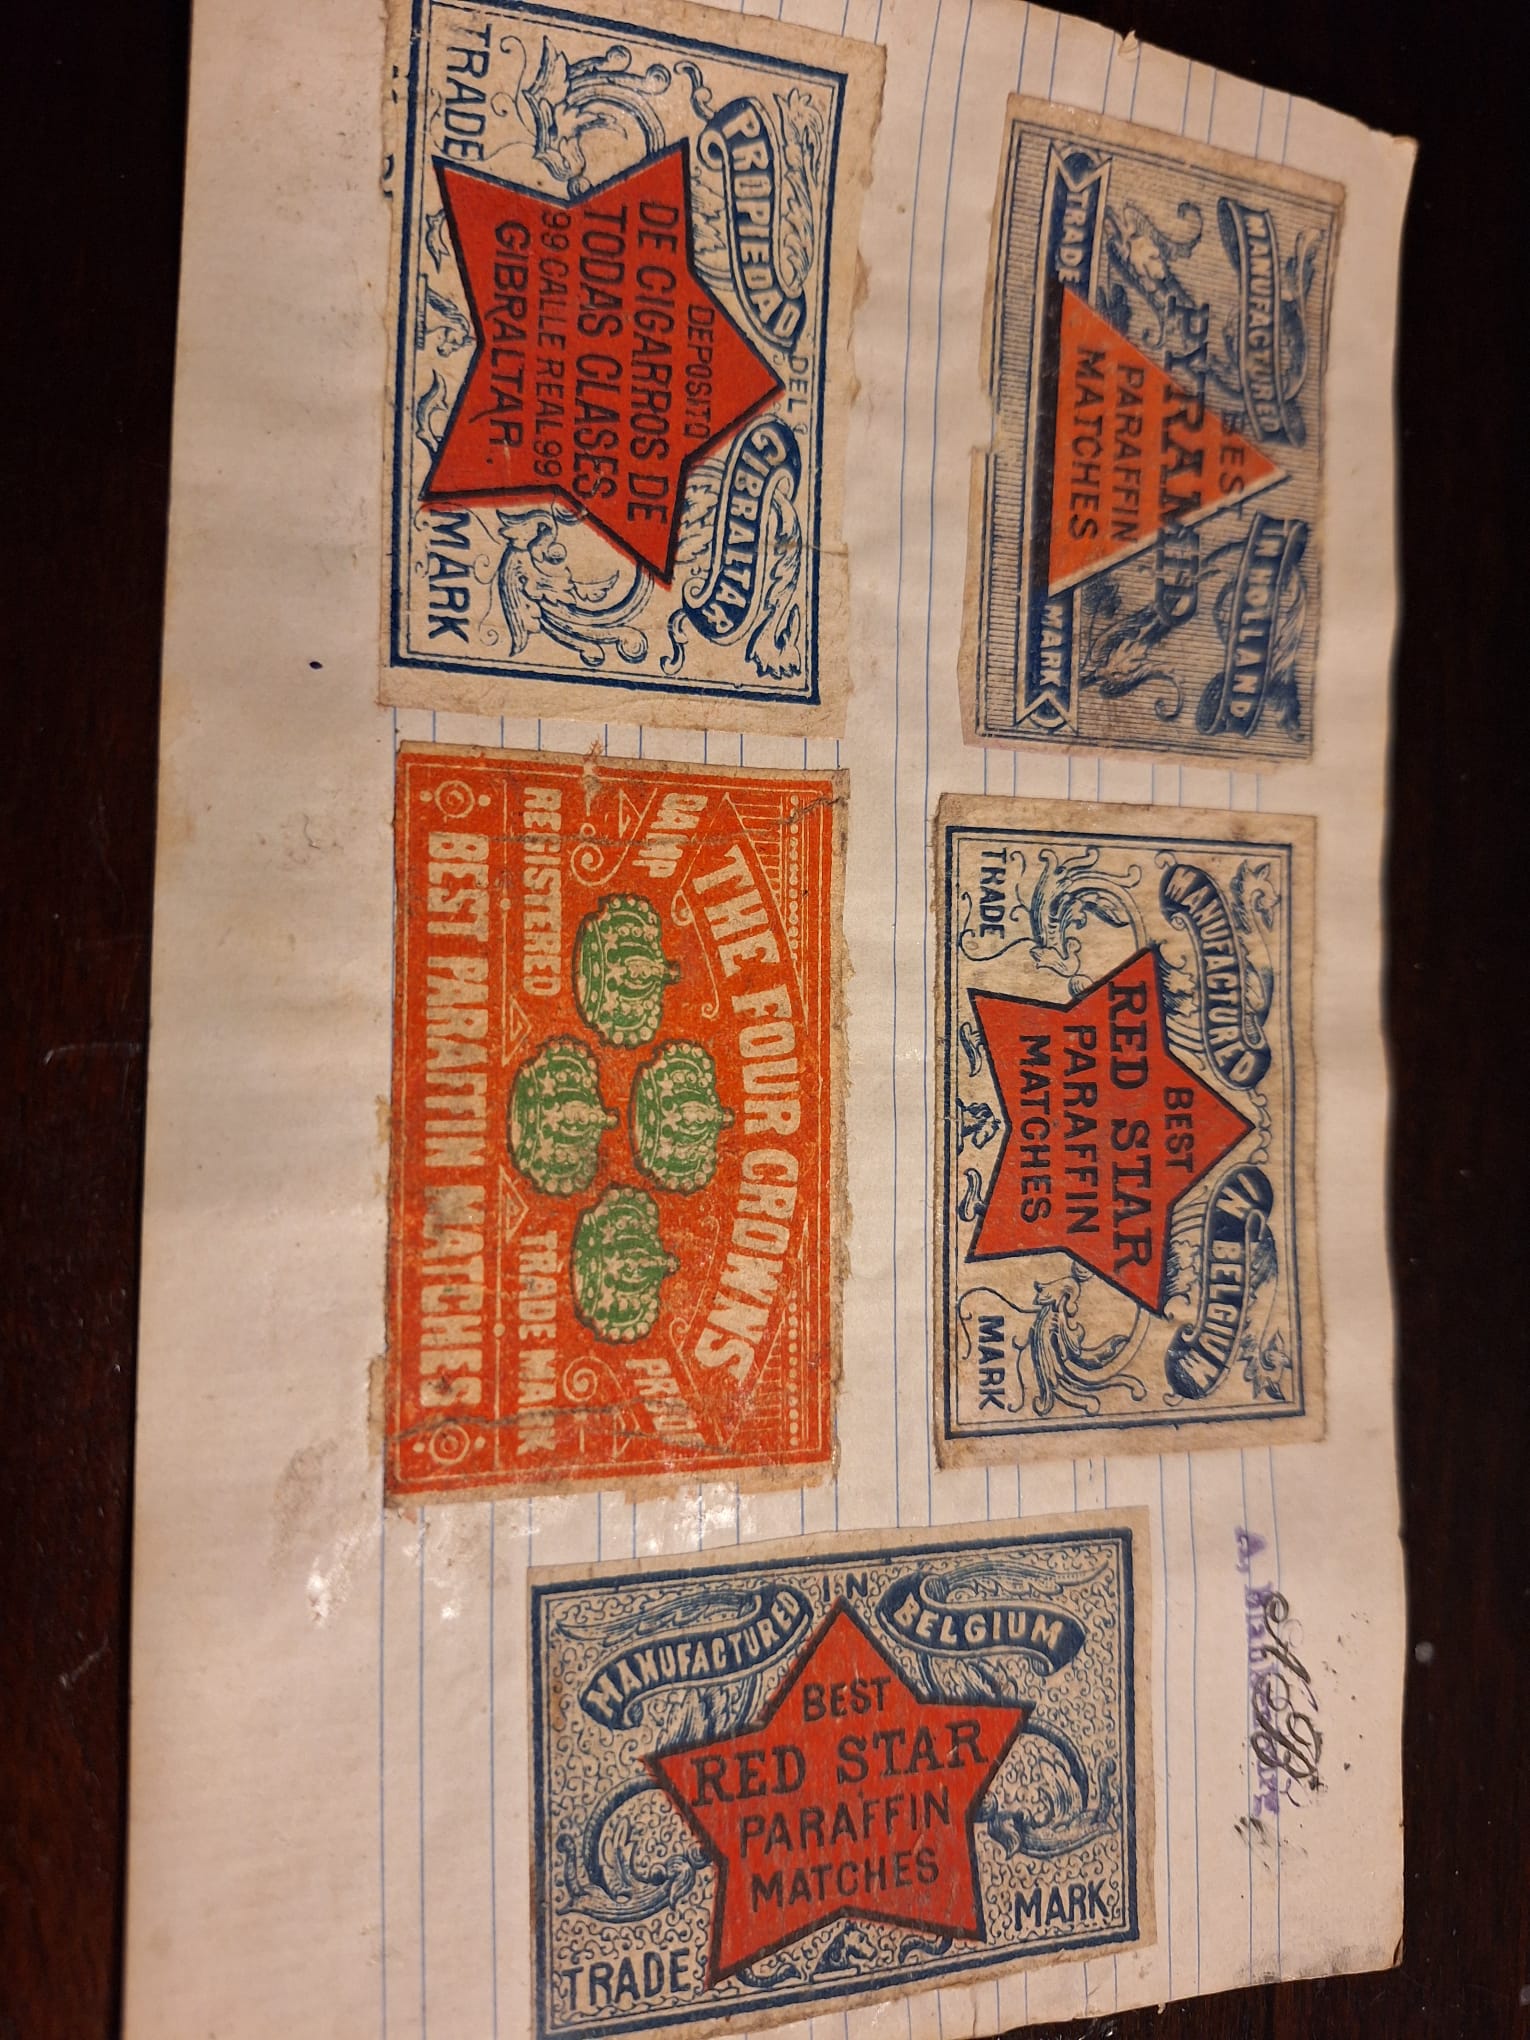 MANUFACTURED IN HOLLAND
BEST
PYRAMID
PARAFFIN
MATCHES
TRADE MARK
MANUFACTURED IN BELGIUM
BEST
RED STAR
PARAFFIN
MATCHES
TRADE MARK
PROPIEDAD DEL GIBRALTAR
DEPOSITO
DE CIGARROS DE
TODAS CLASES
99 CALLE REAL 99
GIBRALTAR.
TRADE MARK
THE FOUR CROWNS
DAMP PROOF
REGISTERED TRADE MARK
BEST PARAFFIN MATCHES
MANUFACTURED IN BELGIUM
BEST
RED STAR
PARAFFIN
MATCHES
TRADE MARK